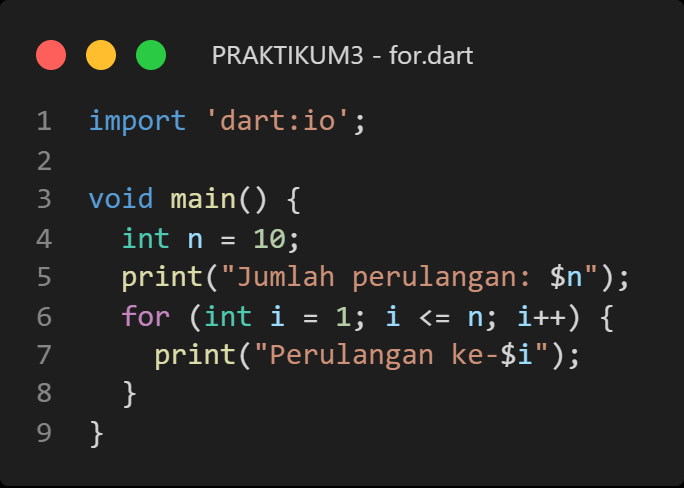 PRAKTIKUM3 - for.dart
1 import 'dart:io';
2
3 void main() {
4   int n = 10;
5   print("Jumlah perulangan: $n");
6   for (int i = 1; i <= n; i++) {
7     print("Perulangan ke-$i");
8   }
9 }